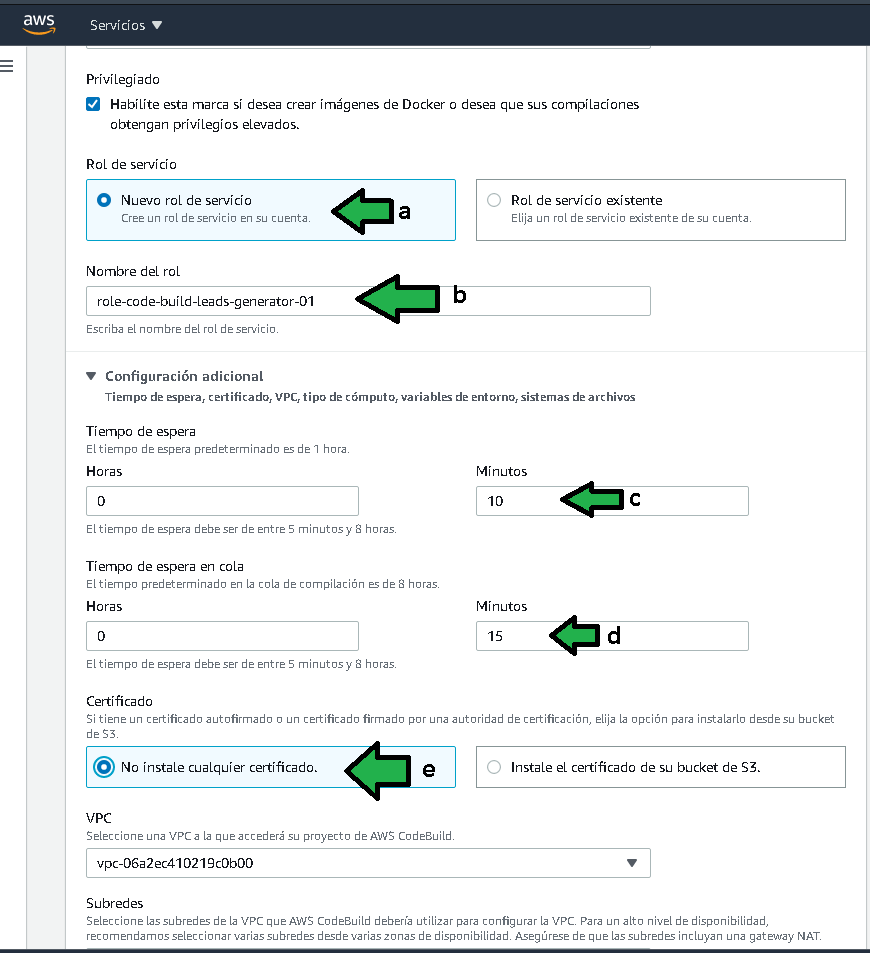 aws Servicios ▼
Privilegiado
Habilite esta marca si desea crear imágenes de Docker o desea que sus compilaciones
obtengan privilegios elevados.
Rol de servicio
Nuevo rol de servicio
Cree un rol de servicio en su cuenta.
a
Rol de servicio existente
Elija un rol de servicio existente de su cuenta.
Nombre del rol
role-code-build-leads-generator-01
b
Escriba el nombre del rol de servicio.
▼ Configuración adicional
Tiempo de espera, certificado, VPC, tipo de cómputo, variables de entorno, sistemas de archivos
Tiempo de espera
El tiempo de espera predeterminado es de 1 hora.
Horas Minutos
0 10 c
El tiempo de espera debe ser de entre 5 minutos y 8 horas.
Tiempo de espera en cola
El tiempo predeterminado en la cola de compilación es de 8 horas.
Horas Minutos
0 15 d
El tiempo de espera debe ser de entre 5 minutos y 8 horas.
Certificado
Si tiene un certificado autofirmado o un certificado firmado por una autoridad de certificación, elija la opción para instalarlo desde su bucket
de S3.
No instale cualquier certificado. e Instale el certificado de su bucket de S3.
VPC
Seleccione una VPC a la que accederá su proyecto de AWS CodeBuild.
vpc-06a2ec410219c0b00 ▼
Subredes
Seleccione las subredes de la VPC que AWS CodeBuild debería utilizar para configurar la VPC. Para un alto nivel de disponibilidad,
recomendamos seleccionar varias subredes desde varias zonas de disponibilidad. Asegúrese de que las subredes incluyan una gateway NAT.